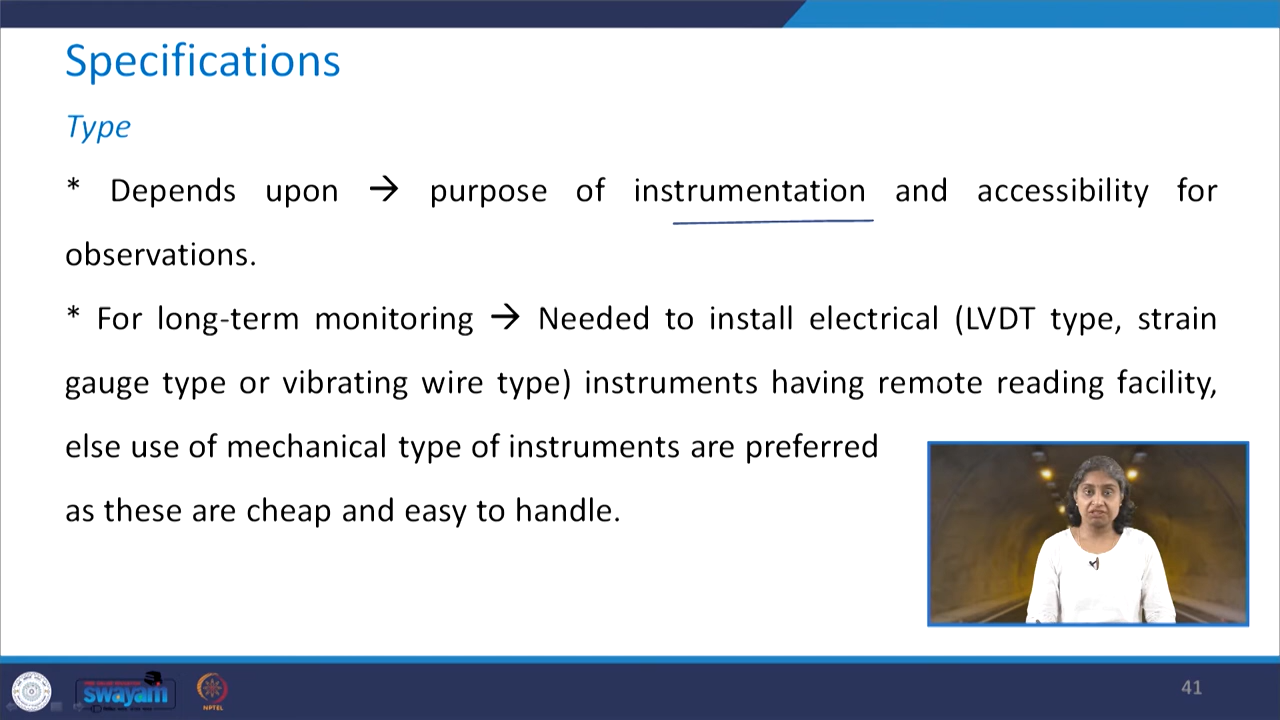 Specifications
Type
* Depends upon → purpose of instrumentation and accessibility for
observations.
* For long-term monitoring → Needed to install electrical (LVDT type, strain
gauge type or vibrating wire type) instruments having remote reading facility,
else use of mechanical type of instruments are preferred
as these are cheap and easy to handle.
swayam
NPTEL
41